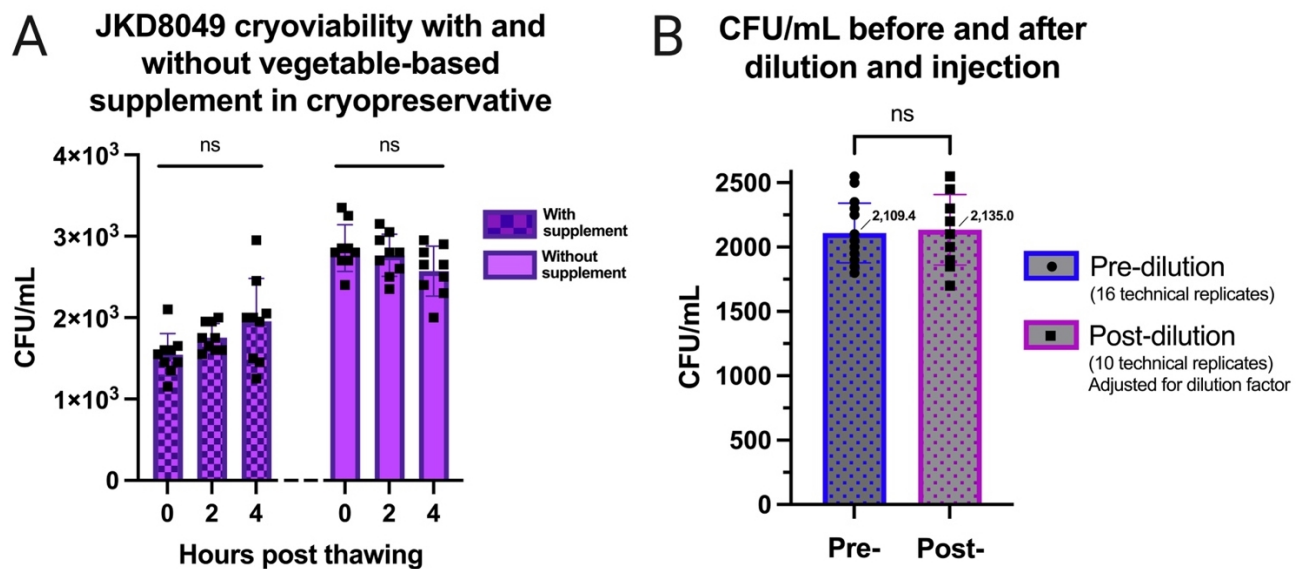 A
JKD8049 cryoviability with and
without vegetable-based
supplement in cryopreservative
ns
ns
4×10³
3×10³
2×10³
1×10³
0
CFU/mL
0 2 4 0 2 4
Hours post thawing
With
supplement
Without
supplement
B
CFU/mL before and after
dilution and injection
ns
2500
2000
1500
1000
500
0
CFU/mL
2,109.4
2,135.0
Pre- Post-
Pre-dilution
(16 technical replicates)
Post-dilution
(10 technical replicates)
Adjusted for dilution factor